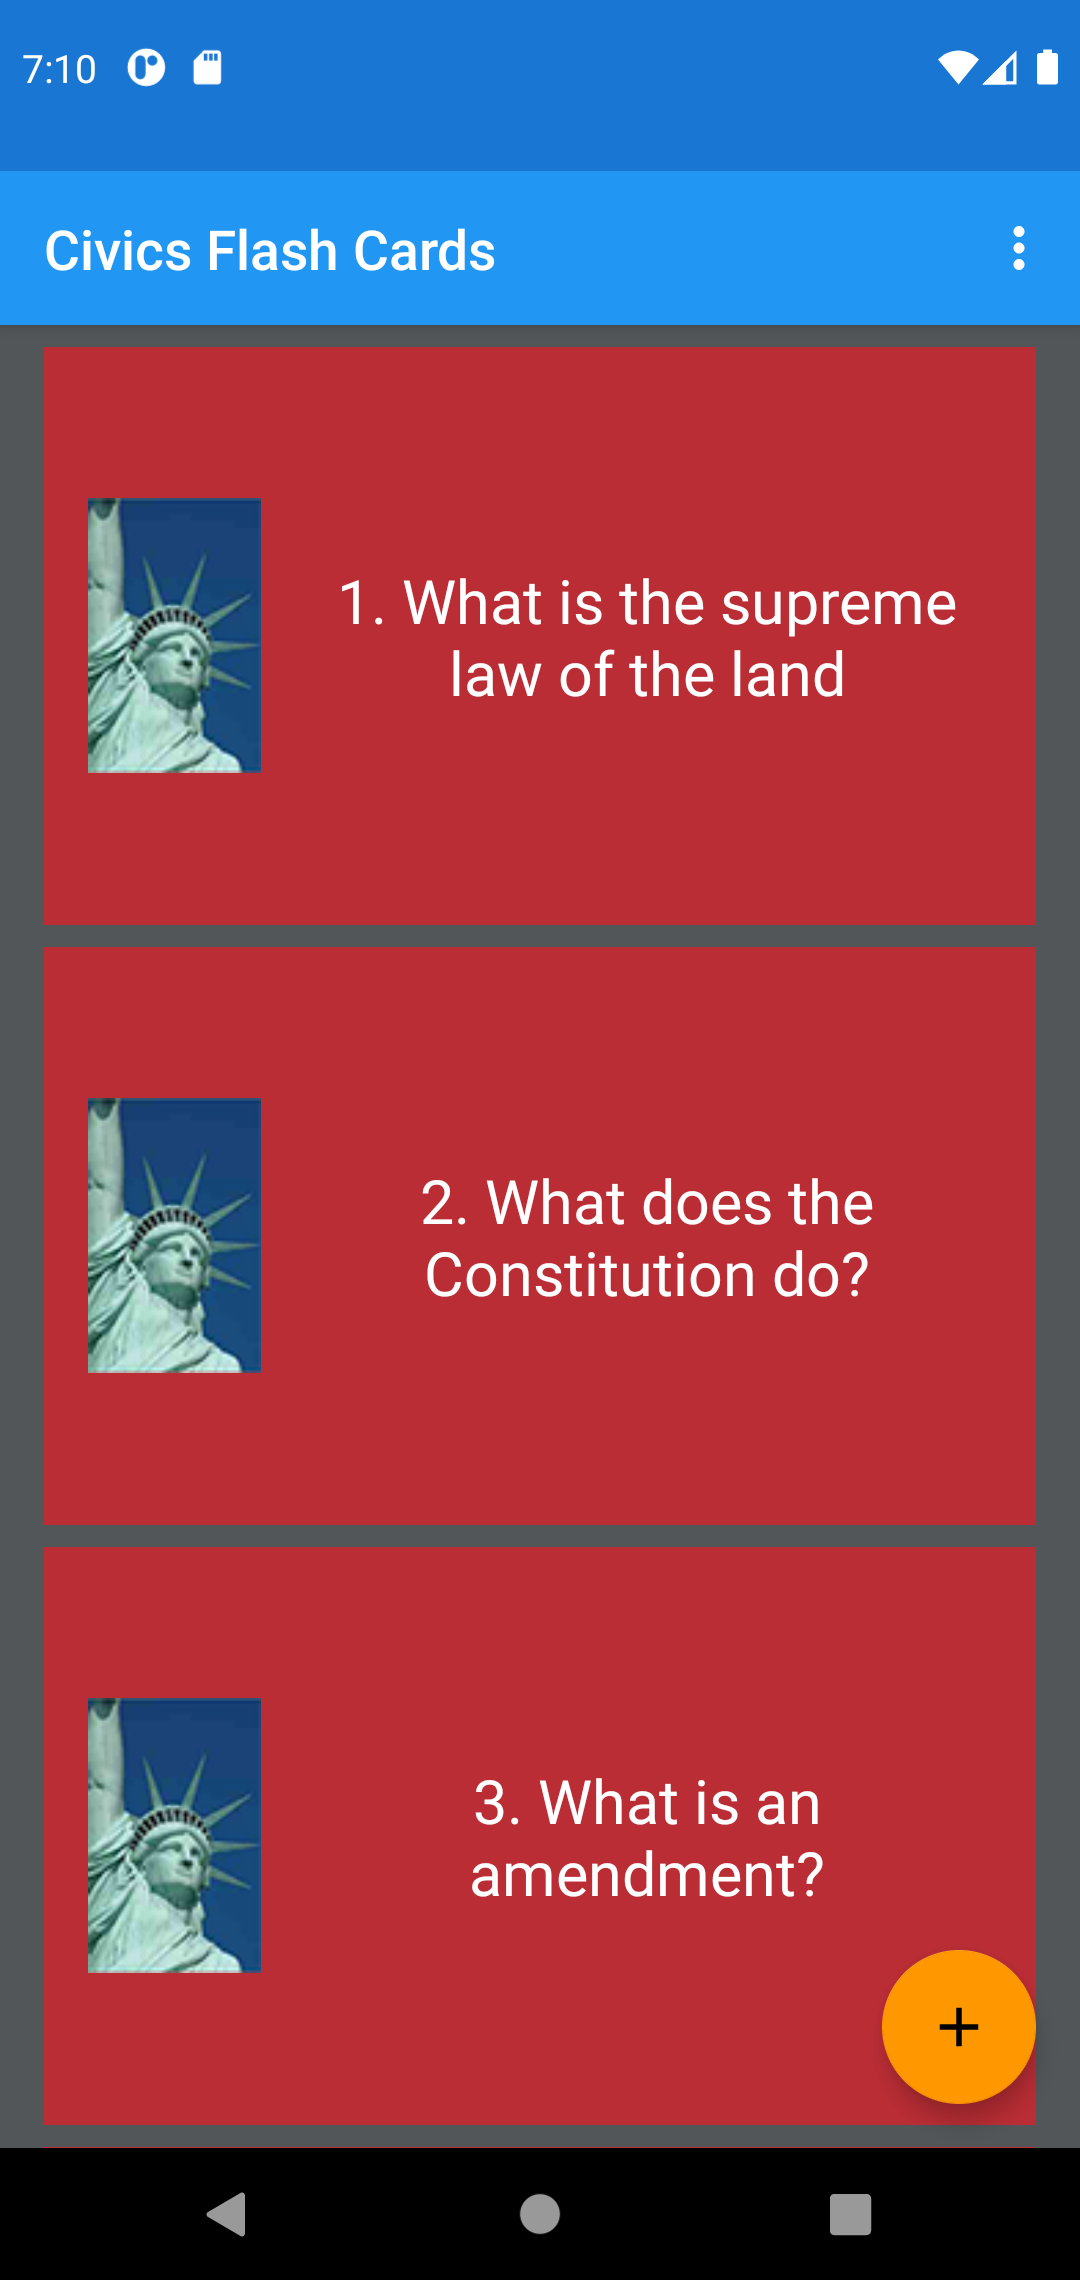 7:10
Civics Flash Cards
1. What is the supreme
law of the land
2. What does the
Constitution do?
3. What is an
amendment?